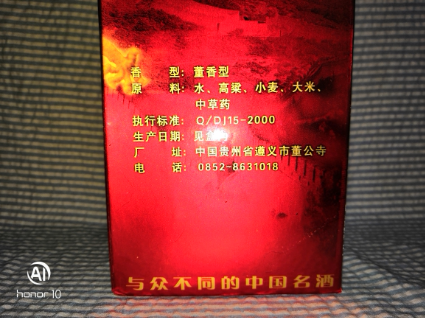 香 型：董香型
原 料：水、高粱、小麦、大米、
中草药
执行标准：Q/DJ15-2000
生产日期：见
厂 址：中国贵州省遵义市董公寺
电 话：0852-8631018
与众不同的中国名酒
AI
honor 10